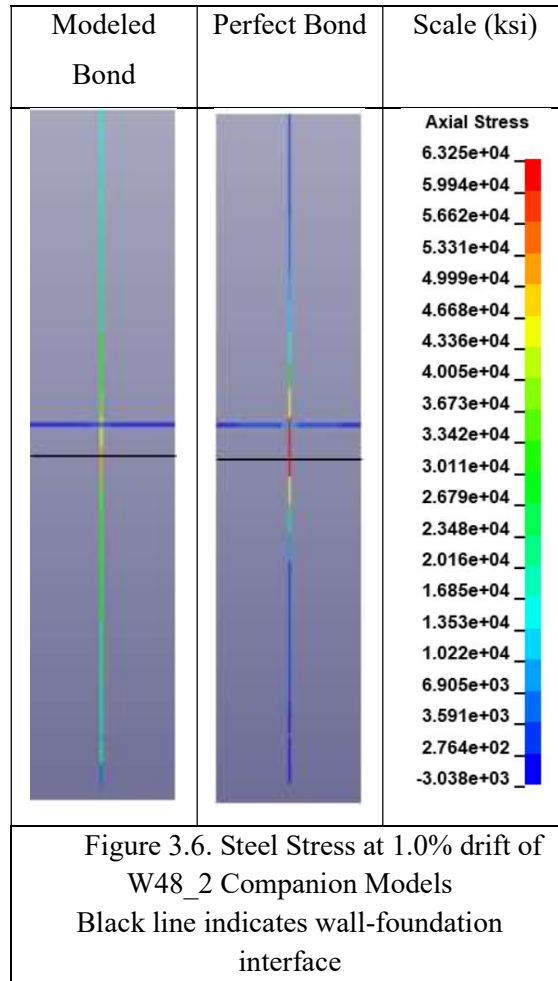 Modeled
Bond
Perfect Bond
Scale (ksi)
Axial Stress
6.325e+04
5.994e+04
5.662e+04
5.331e+04
4.999e+04
4.668e+04
4.336e+04
4.005e+04
3.673e+04
3.342e+04
3.011e+04
2.679e+04
2.348e+04
2.016e+04
1.685e+04
1.353e+04
1.022e+04
6.905e+03
3.591e+03
2.764e+02
-3.038e+03
Figure 3.6. Steel Stress at 1.0% drift of
W48_2 Companion Models
Black line indicates wall-foundation
interface